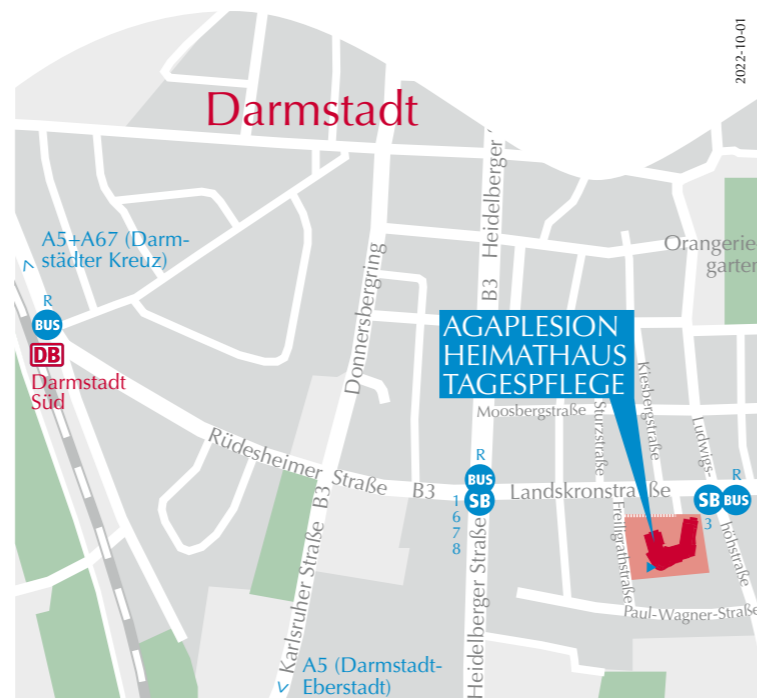 2022-10-01
Darmstadt
Heidelberger
B3
A5+A67 (Darm-
städter Kreuz)
Orangerie
garten
R
BUS
DB
Darmstadt
Süd
Donnersbergring
AGAPLESION
HEIMATHAUS
TAGESPFLEGE
Kiesbergstraße
Moosbergstraße
Sturzstraße
Ludwigs-
höhstraße
Rüdesheimer Straße B3
Landskronstraße
R
BUS
SB
1
6
7
8
R
SB
BUS
3
Freiligrathstraße
Karlsruher Straße B3
Heidelberger Straße
Paul-Wagner-Straße
A5 (Darmstadt-
Eberstadt)